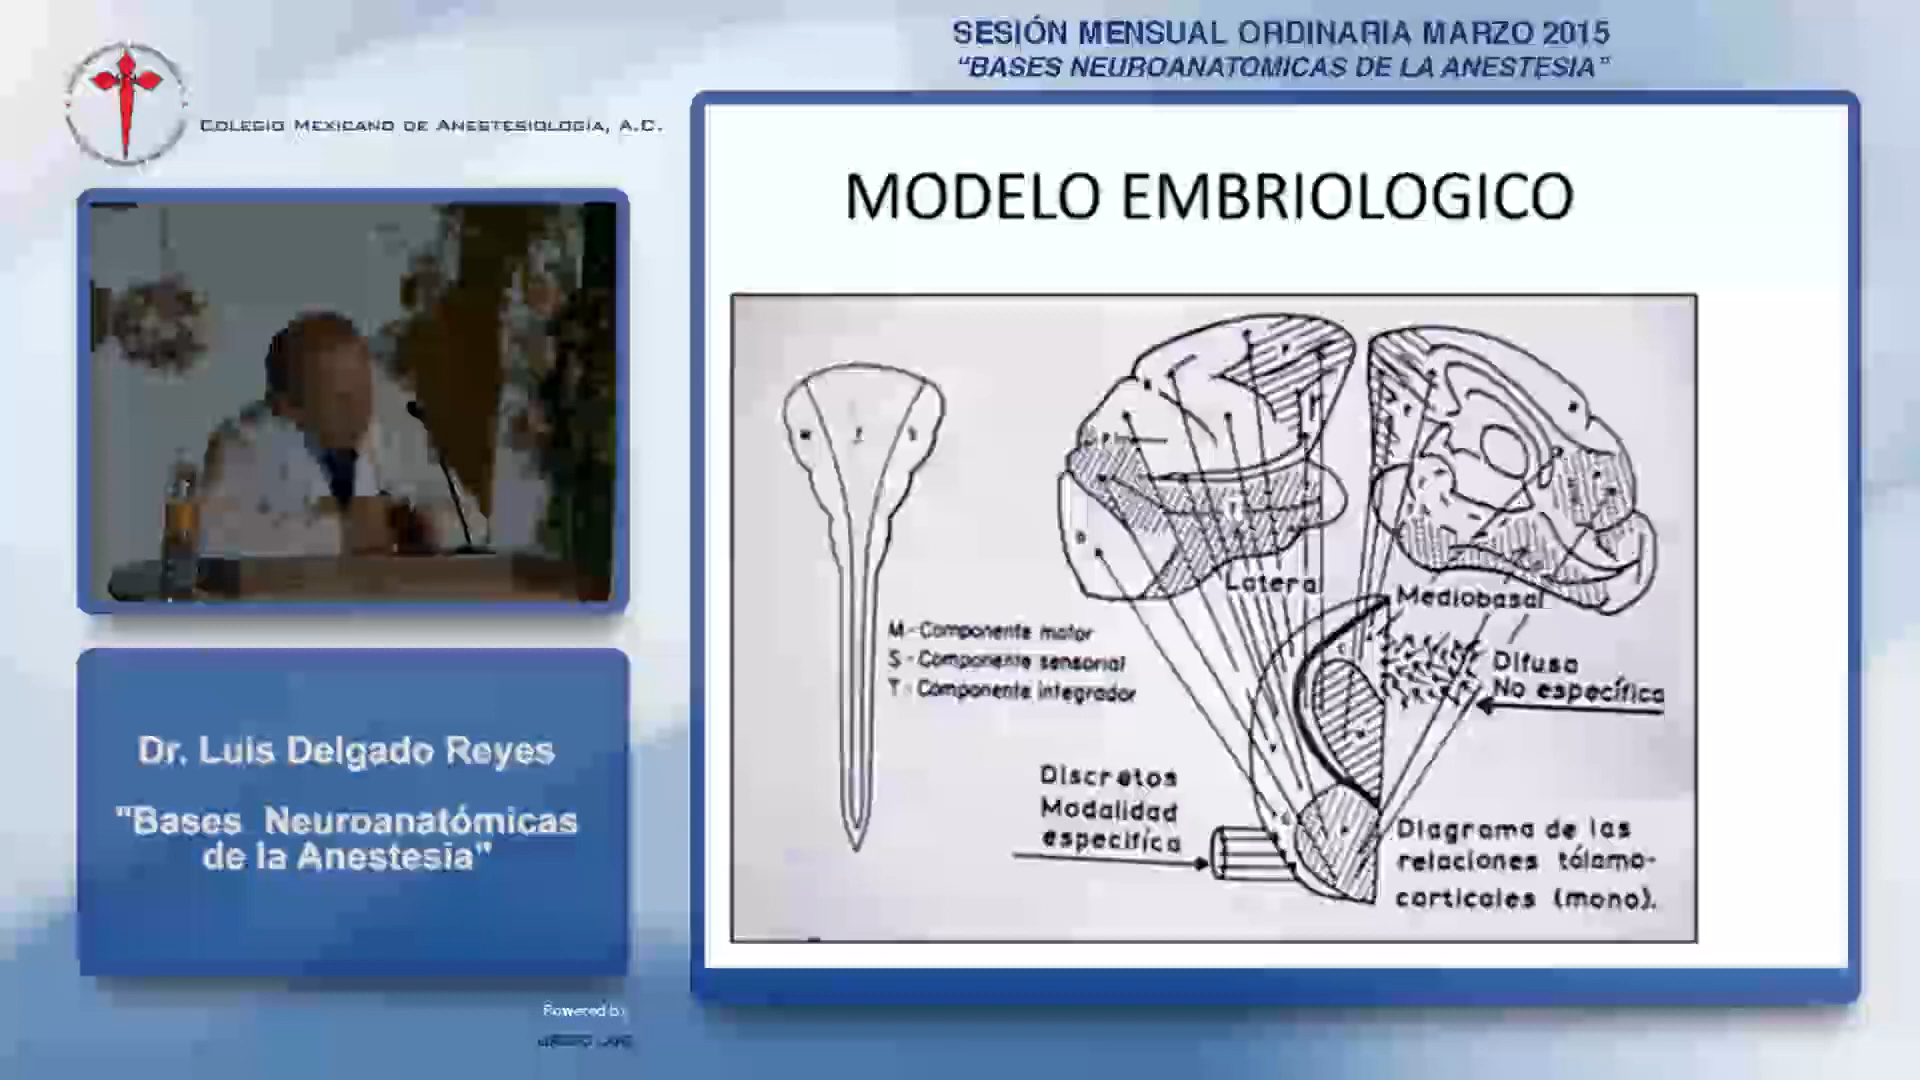 SESIÓN MENSUAL ORDINARIA MARZO 2015
"BASES NEUROANATOMICAS DE LA ANESTESIA"
COLEGIO MEXICANO DE ANESTESIOLOGÍA, A.C.
MODELO EMBRIOLOGICO
Lateral
Mediobasal
M - Componente motor
S - Componente sensorial
T - Componente integrador
Difusa
No específica
Discretos
Modalidad
específica
Diagrama de las
relaciones tálamo-
corticales (mono).
Dr. Luis Delgado Reyes
"Bases Neuroanatómicas
de la Anestesia"
Powered by